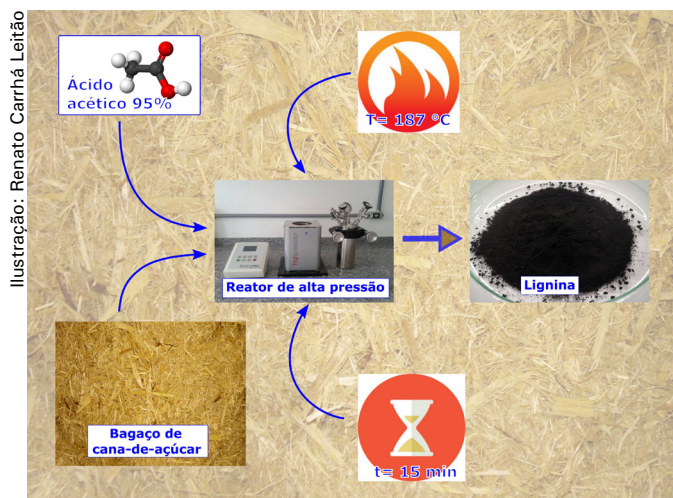 Ilustração: Renato Carrhá Leitão
Ácido
acético 95%
T= 187 °C
Reator de alta pressão
Lignina
Bagaço de
cana-de-açúcar
t= 15 min